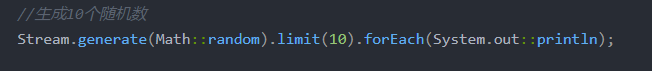 //生成10个随机数
Stream.generate(Math::random).limit(10).forEach(System.out::println);